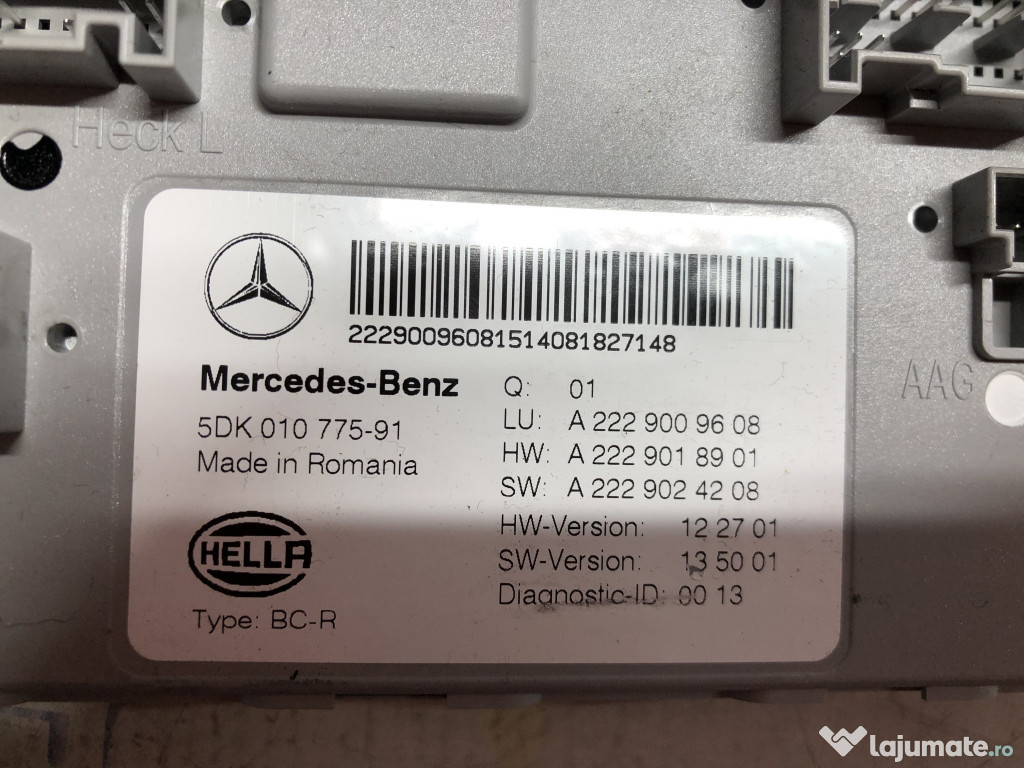 Heck L
22290096081514081827148
Mercedes-Benz
5DK 010 775-91
Made in Romania
Q: 01
LU: A 222 900 96 08
HW: A 222 901 89 01
SW: A 222 902 42 08
HW-Version: 12 27 01
SW-Version: 13 50 01
Diagnostic-ID: 00 13
HELLA
Type: BC-R
AAG
lajumate.ro